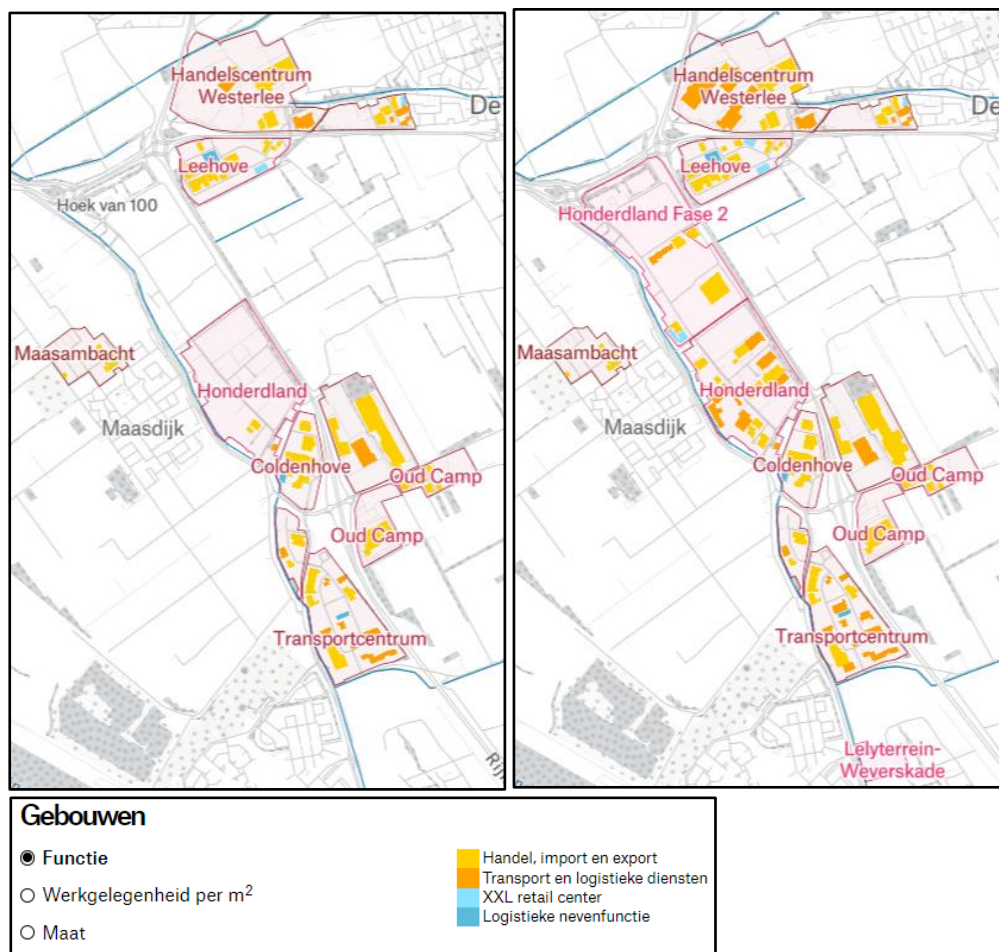 Handelscentrum
Westerlee
De
Leehove
Hoek van 100
Maasambacht
Honderdland
Maasdijk
Coldenhove
Oud Camp
Oud Camp
Transportcentrum
Rij
Handelscentrum
Westerlee
De
Leehove
Honderdland Fase 2
Maasambacht
Honderdland
Maasdijk
Coldenhove
Oud Camp
Oud Camp
Transportcentrum
Lelyterrein-
Weverskade
Gebouwen
Functie
Werkgelegenheid per m²
Maat
Handel, import en export
Transport en logistieke diensten
XXL retail center
Logistieke nevenfunctie